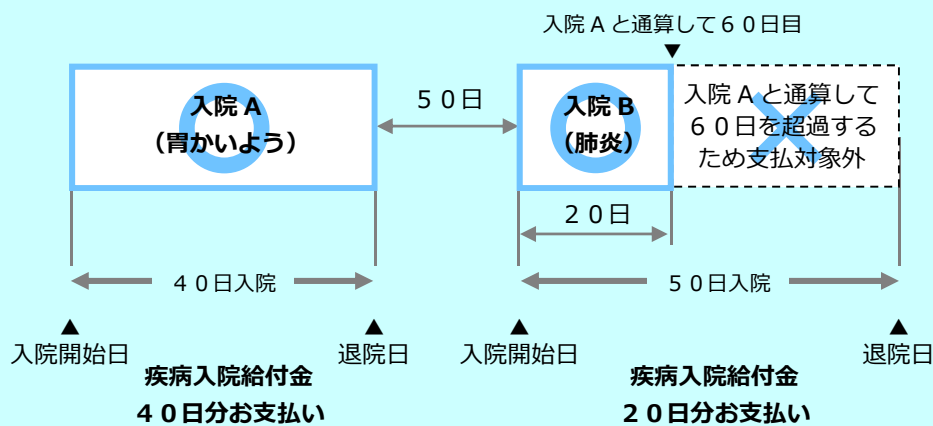 入院 A と通算して６０日目
▼
入院 A
（胃かいよう）
５０日
入院 B
（肺炎）
入院 A と通算して
６０日を超過する
ため支払対象外
２０日
４０日入院
５０日入院
▲
入院開始日
▲
退院日
▲
入院開始日
▲
退院日
疾病入院給付金
４０日分お支払い
疾病入院給付金
２０日分お支払い